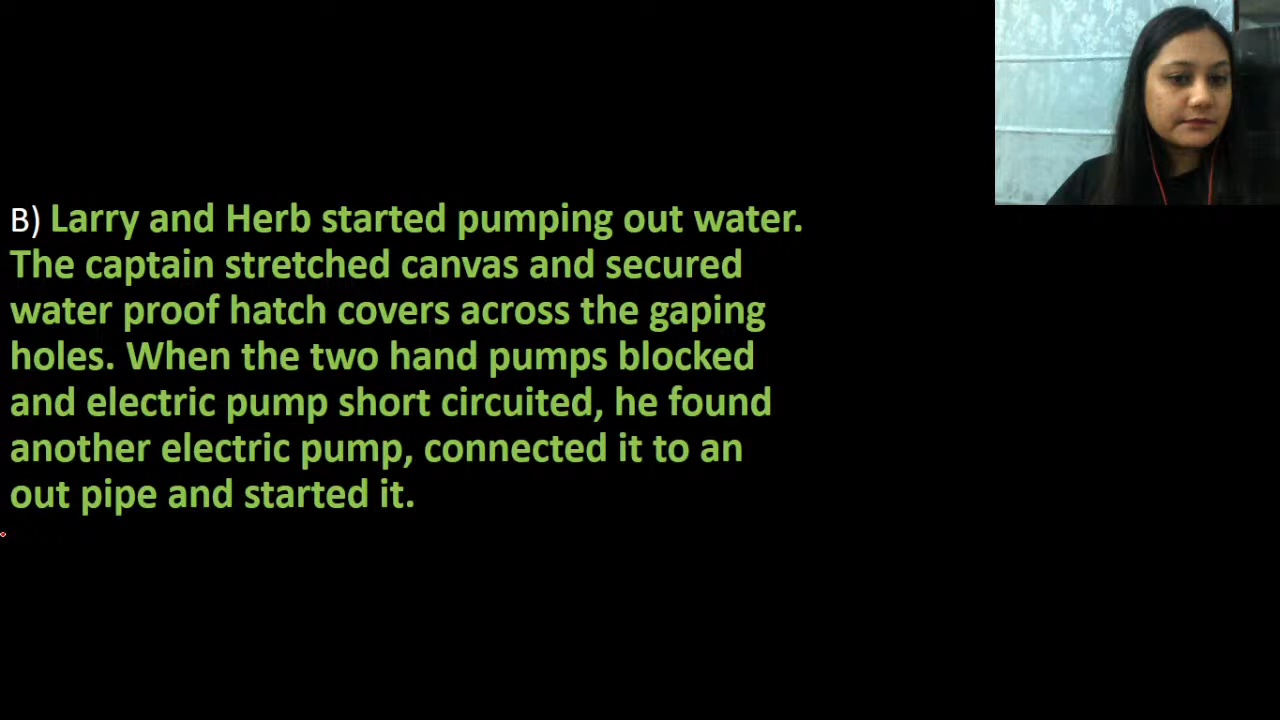 B) Larry and Herb started pumping out water.
The captain stretched canvas and secured
water proof hatch covers across the gaping
holes. When the two hand pumps blocked
and electric pump short circuited, he found
another electric pump, connected it to an
out pipe and started it.